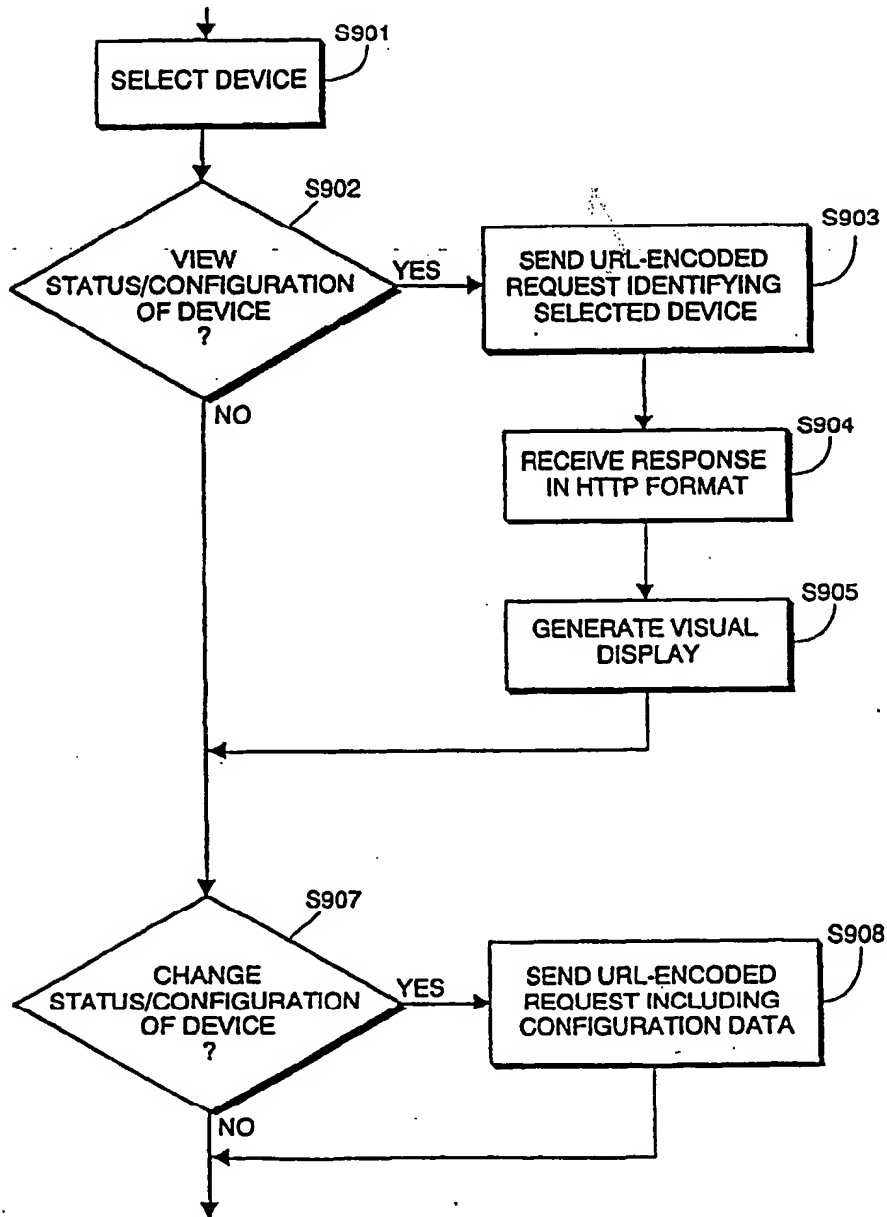 S901
SELECT DEVICE
S902
VIEW
STATUS/CONFIGURATION
OF DEVICE
?
YES
NO
S903
SEND URL-ENCODED
REQUEST IDENTIFYING
SELECTED DEVICE
S904
RECEIVE RESPONSE
IN HTTP FORMAT
S905
GENERATE VISUAL
DISPLAY
S907
CHANGE
STATUS/CONFIGURATION
OF DEVICE
?
YES
NO
S908
SEND URL-ENCODED
REQUEST INCLUDING
CONFIGURATION DATA